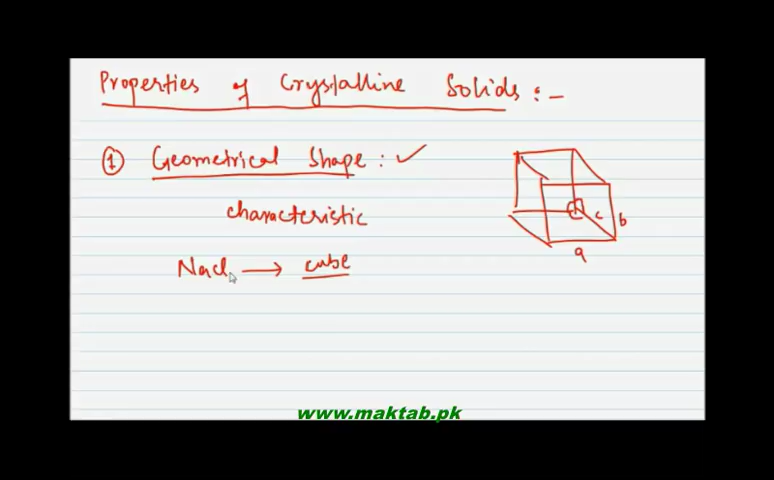 Properties of Crystalline Solids : –
① Geometrical Shape : ✓
characteristic
NaCl → cube
c
b
a
www.maktab.pk